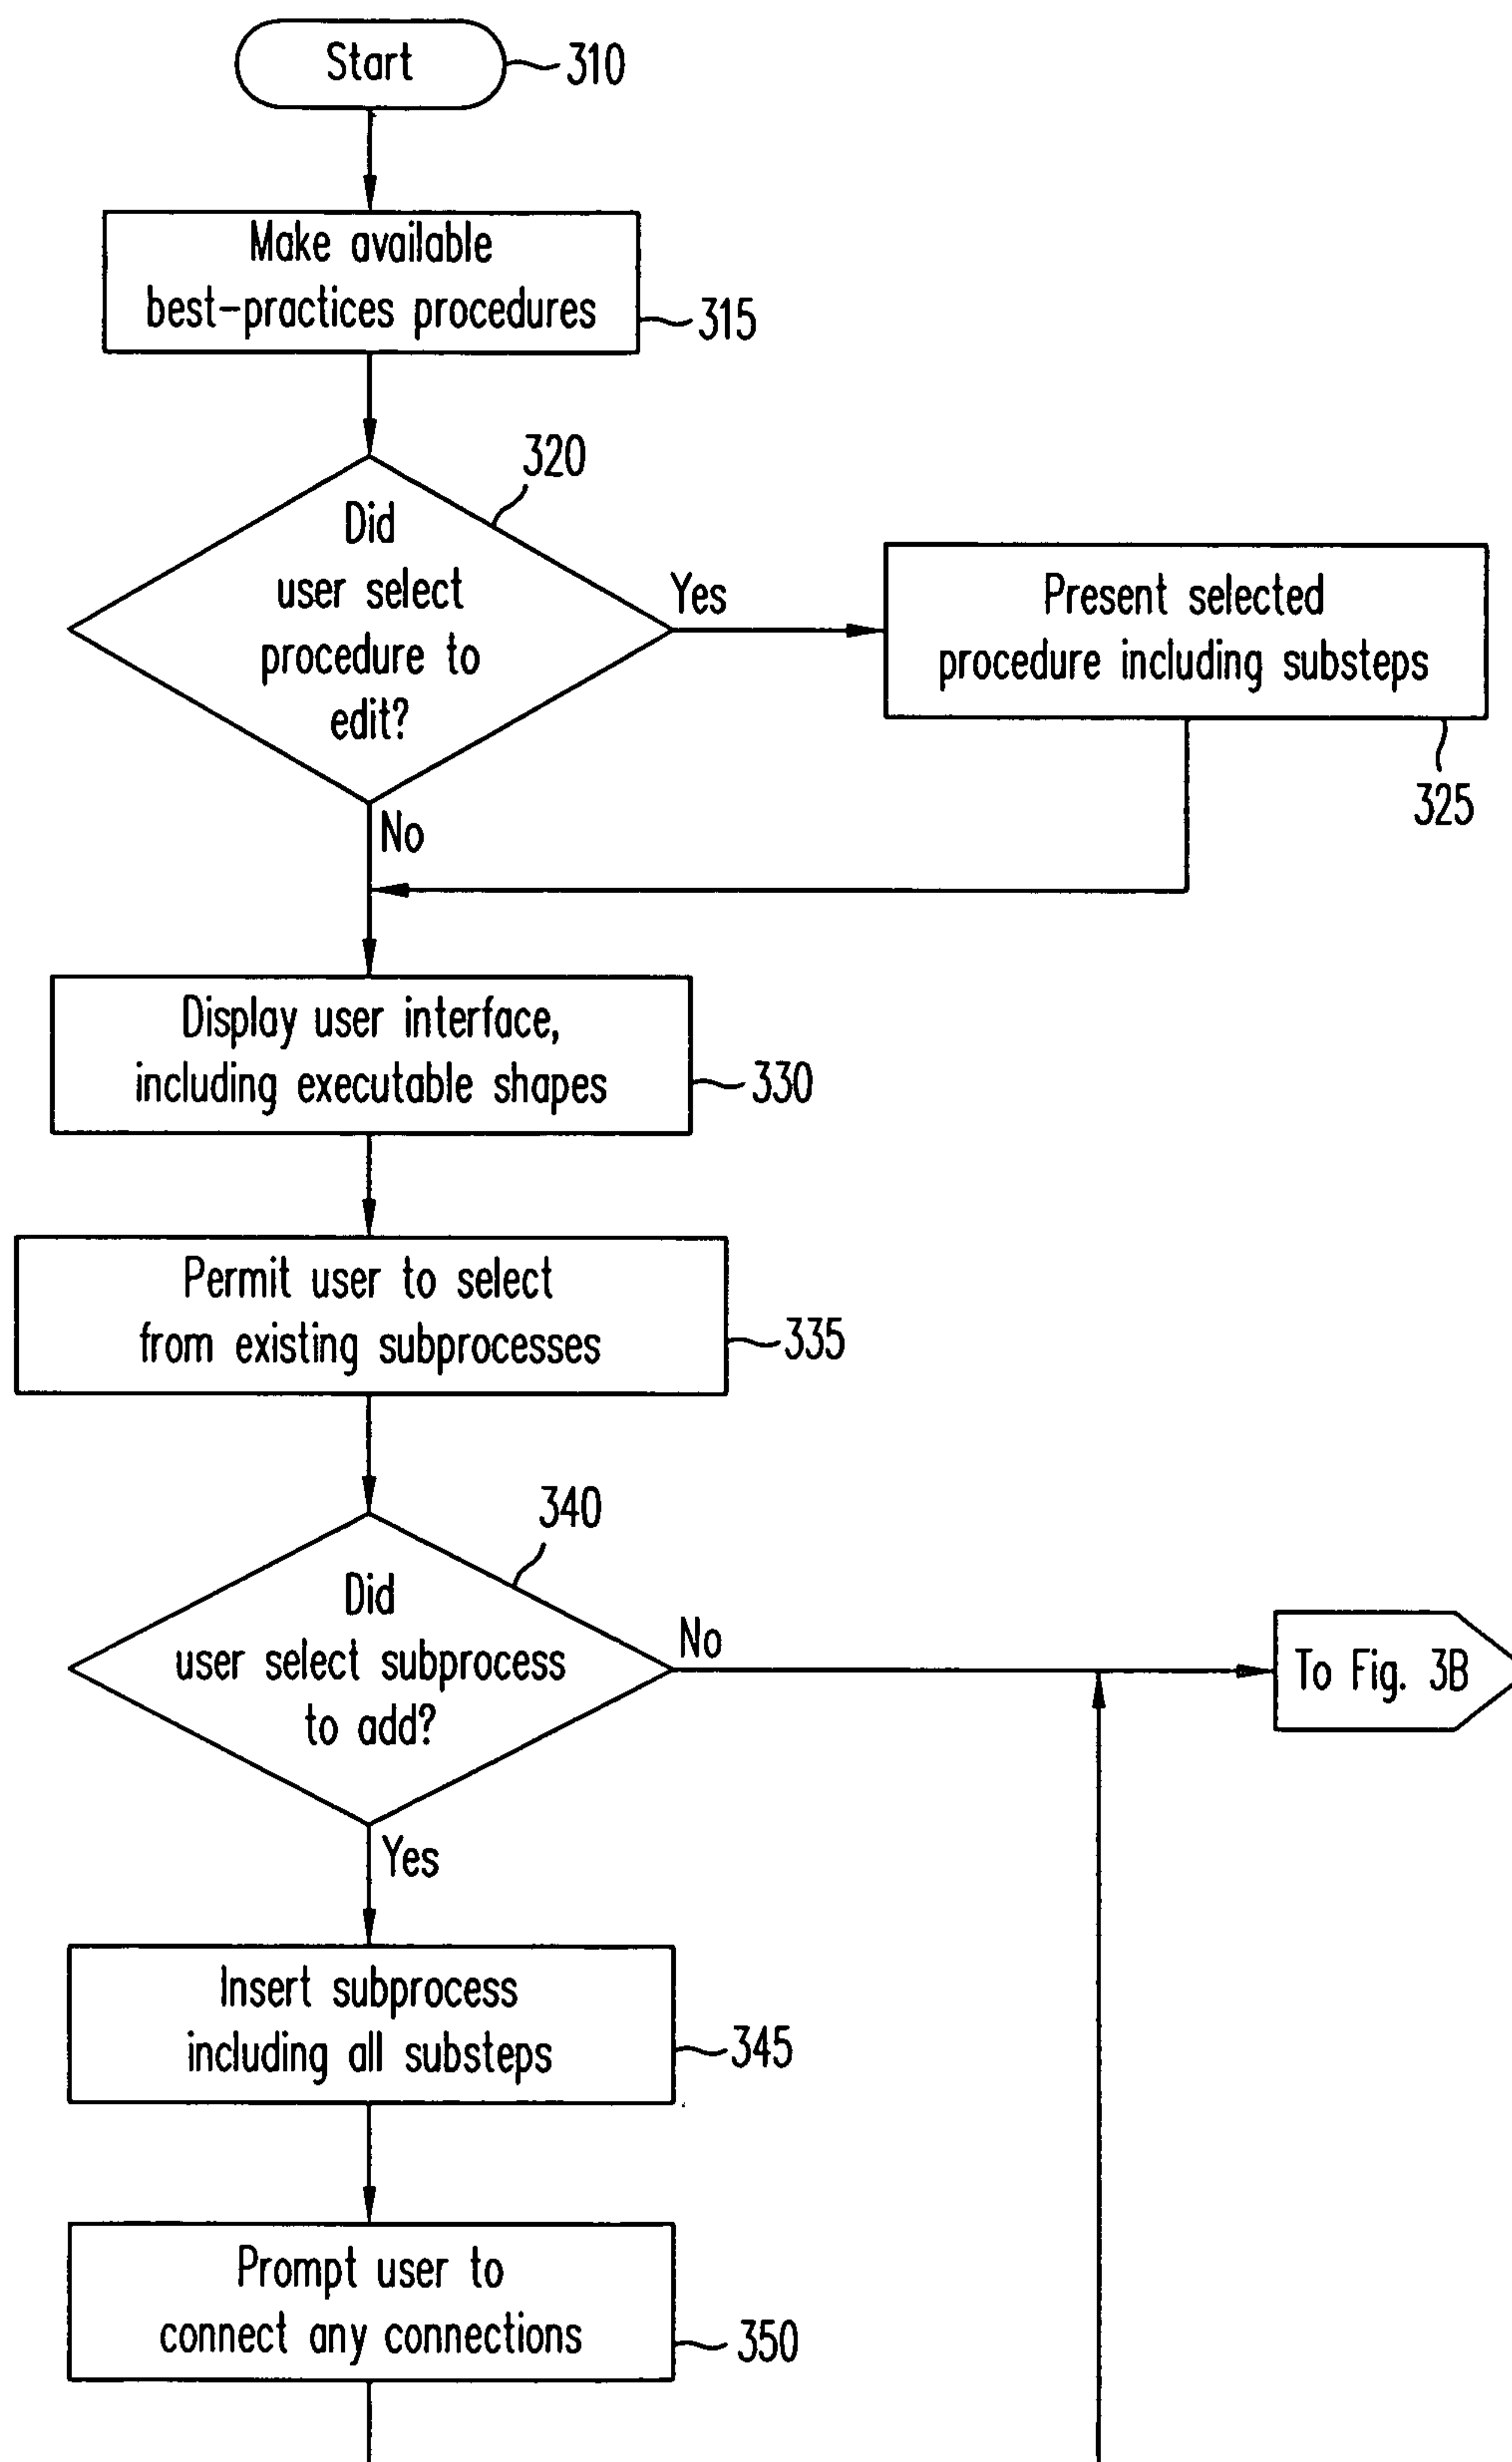 Start
310
Make available
best-practices procedures
315
320
Did
user select
procedure to
edit?
Yes
Present selected
procedure including substeps
325
No
Display user interface,
including executable shapes
330
Permit user to select
from existing subprocesses
335
340
Did
user select subprocess
to add?
No
To Fig. 3B
Yes
Insert subprocess
including all substeps
345
Prompt user to
connect any connections
350